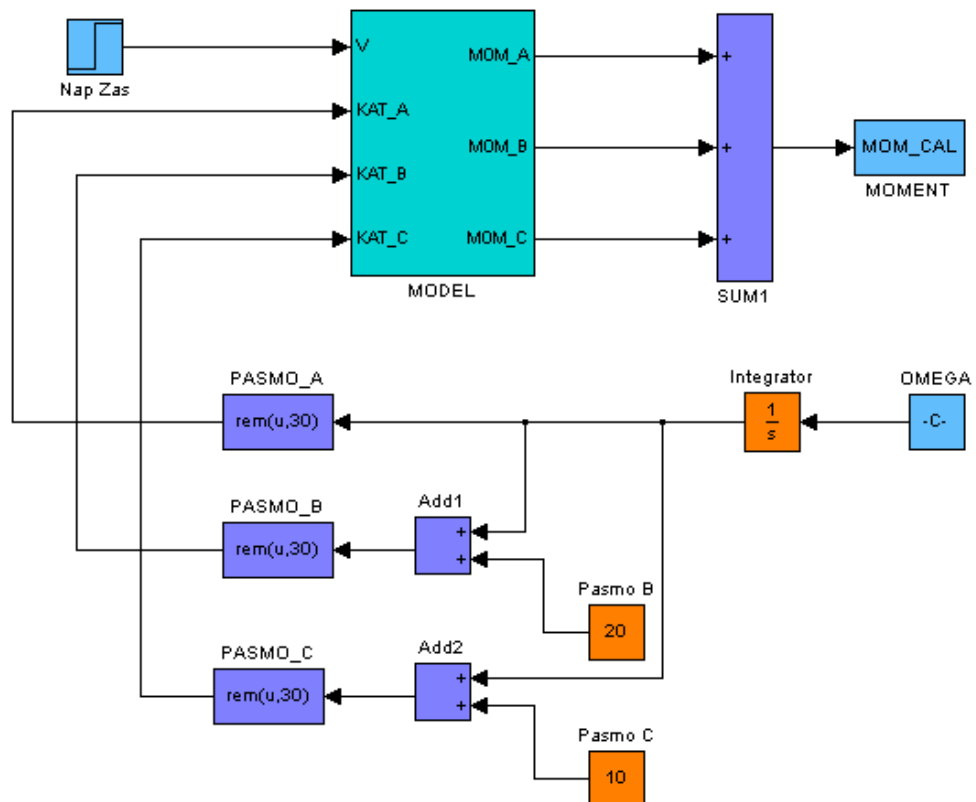 Nap Zas
V
KAT_A
KAT_B
KAT_C
MOM_A
MOM_B
MOM_C
MODEL
+
+
+
SUM1
MOM_CAL
MOMENT
PASMO_A
rem(u,30)
Integrator
1
s
OMEGA
-C-
PASMO_B
rem(u,30)
Add1
+
+
Pasmo B
20
PASMO_C
rem(u,30)
Add2
+
+
Pasmo C
10